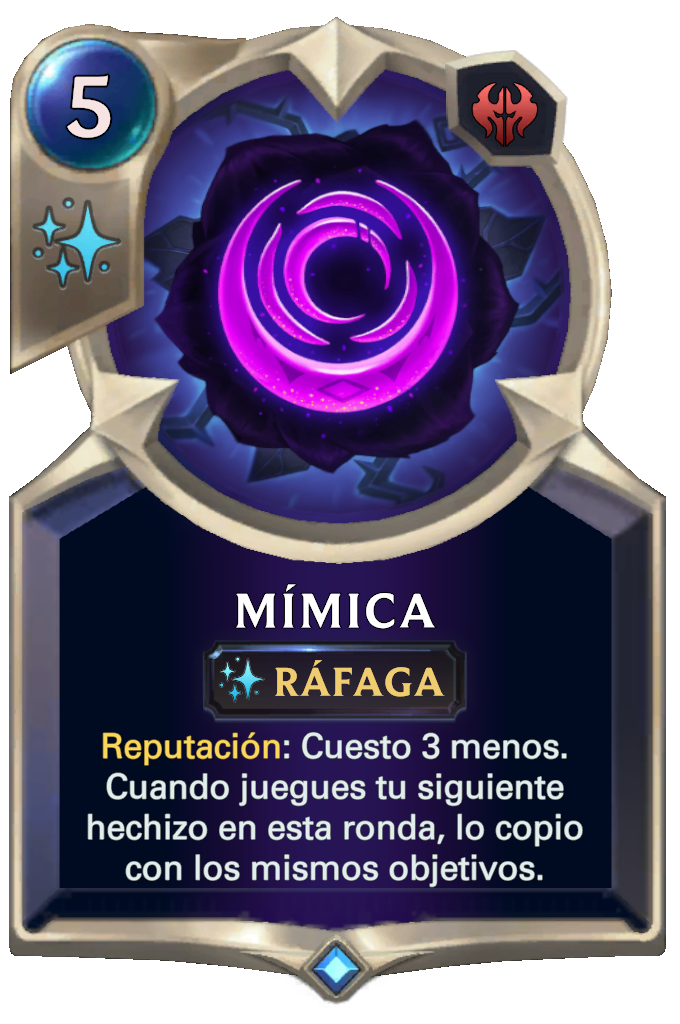 5
MÍMICA
RÁFAGA
Reputación: Cuesto 3 menos.
Cuando juegues tu siguiente
hechizo en esta ronda, lo copio
con los mismos objetivos.